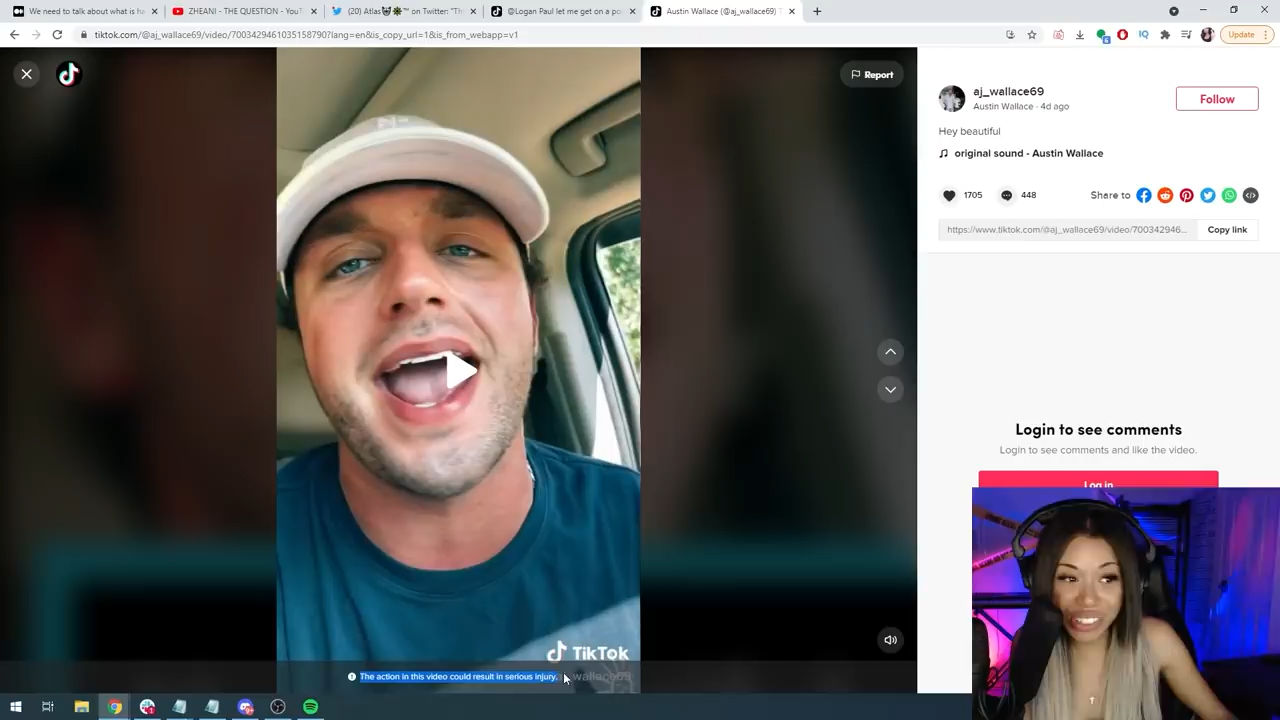 We need to talk about what is ha
ZHEANI - THE QUESTION - YouT
(20) Atlas🐺🕷™ on Twitter: "Th
@Logan Paul let me get on a po
Austin Wallace (@aj_wallace69) T
tiktok.com/@aj_wallace69/video/7003429461035158790?lang=en&is_copy_url=1&is_from_webapp=v1
IQ
Update
Report
aj_wallace69
Austin Wallace · 4d ago
Follow
Hey beautiful
original sound - Austin Wallace
1705
448
Share to
https://www.tiktok.com/@aj_wallace69/video/700342946...
Copy link
Login to see comments
Login to see comments and like the video.
Log in
TikTok
The action in this video could result in serious injury.
wallace69